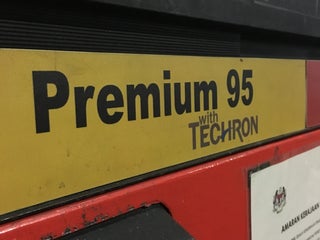 Premium 95
with
TECHRON
AMARAN KERAJAAN